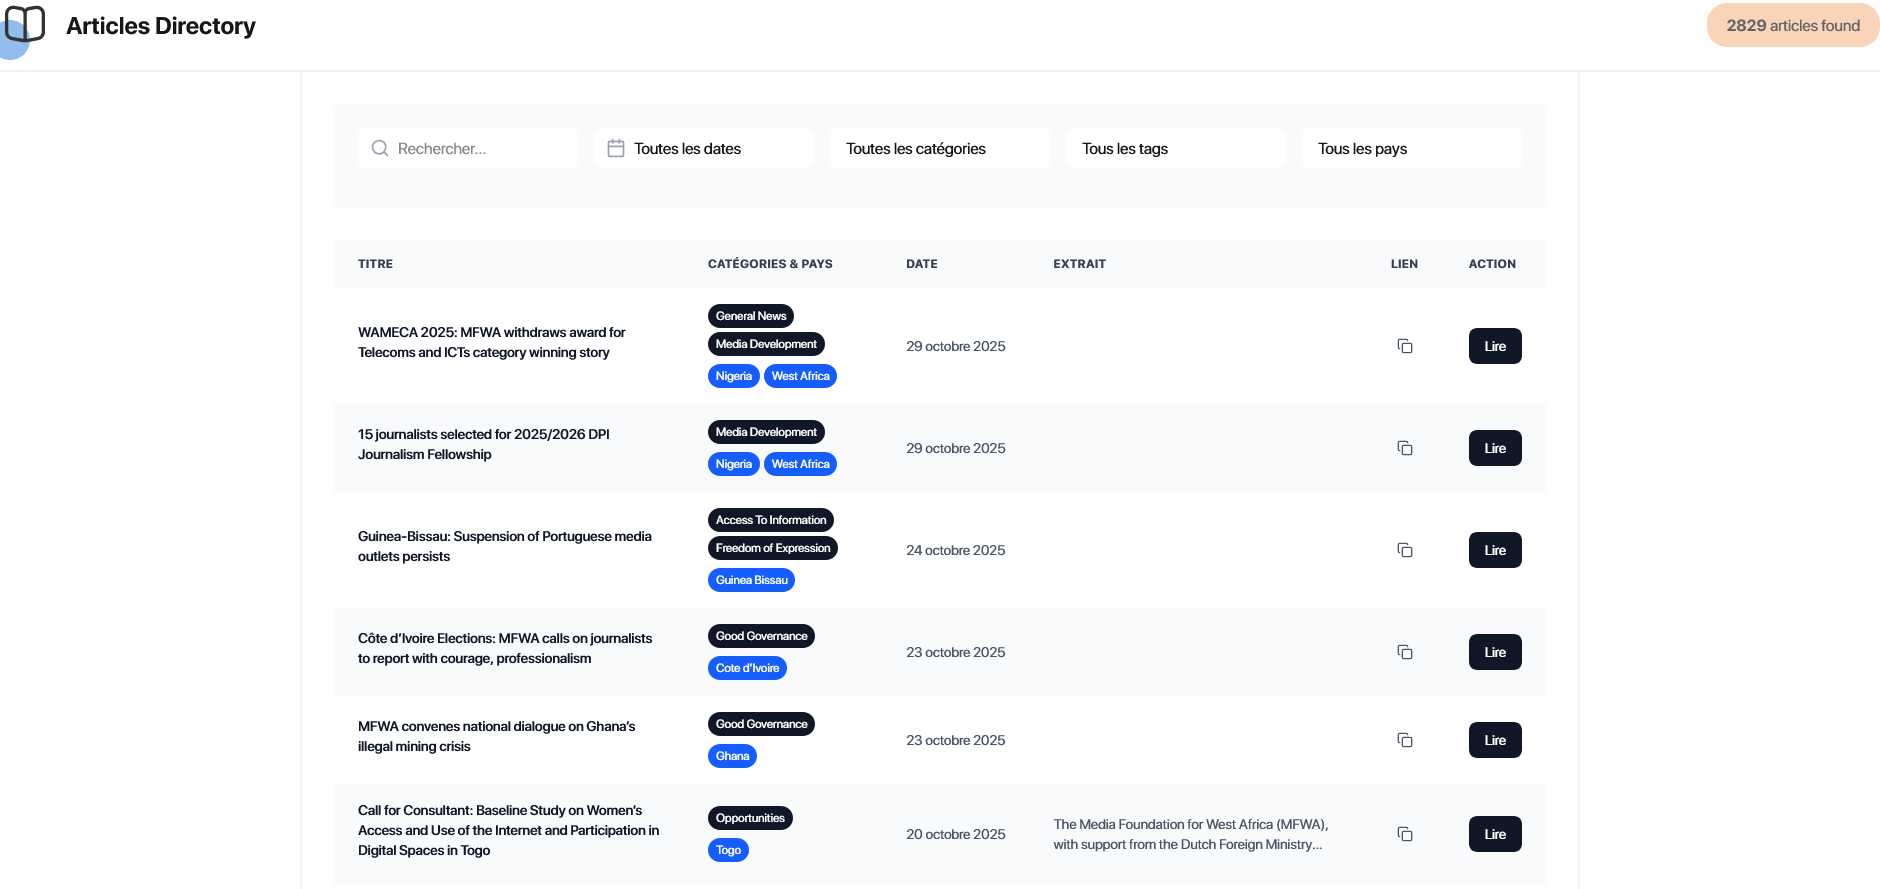 Articles Directory
2829 articles found
Rechercher...
Toutes les dates
Toutes les catégories
Tous les tags
Tous les pays
TITRE
CATÉGORIES & PAYS
DATE
EXTRAIT
LIEN
ACTION
WAMECA 2025: MFWA withdraws award for
Telecoms and ICTs category winning story
General News
Media Development
Nigeria
West Africa
29 octobre 2025
Lire
15 journalists selected for 2025/2026 DPI
Journalism Fellowship
Media Development
Nigeria
West Africa
29 octobre 2025
Lire
Guinea-Bissau: Suspension of Portuguese media
outlets persists
Access To Information
Freedom of Expression
Guinea Bissau
24 octobre 2025
Lire
Côte d’Ivoire Elections: MFWA calls on journalists
to report with courage, professionalism
Good Governance
Cote d'Ivoire
23 octobre 2025
Lire
MFWA convenes national dialogue on Ghana’s
illegal mining crisis
Good Governance
Ghana
23 octobre 2025
Lire
Call for Consultant: Baseline Study on Women’s
Access and Use of the Internet and Participation in
Digital Spaces in Togo
Opportunities
Togo
20 octobre 2025
The Media Foundation for West Africa (MFWA),
with support from the Dutch Foreign Ministry...
Lire